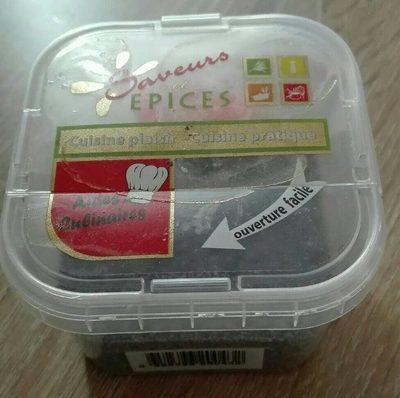 Saveurs
EPICES
Cuisine plaisir - Cuisine pratique
Aides
Culinaires
ouverture facile